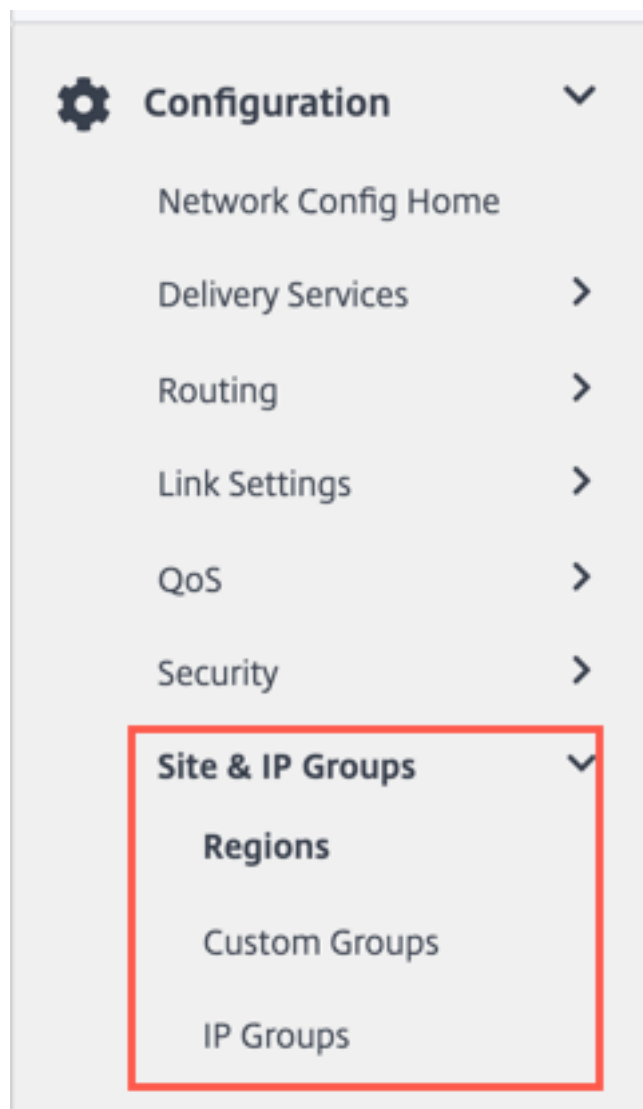 Configuration
Network Config Home
Delivery Services
Routing
Link Settings
QoS
Security
Site & IP Groups
Regions
Custom Groups
IP Groups